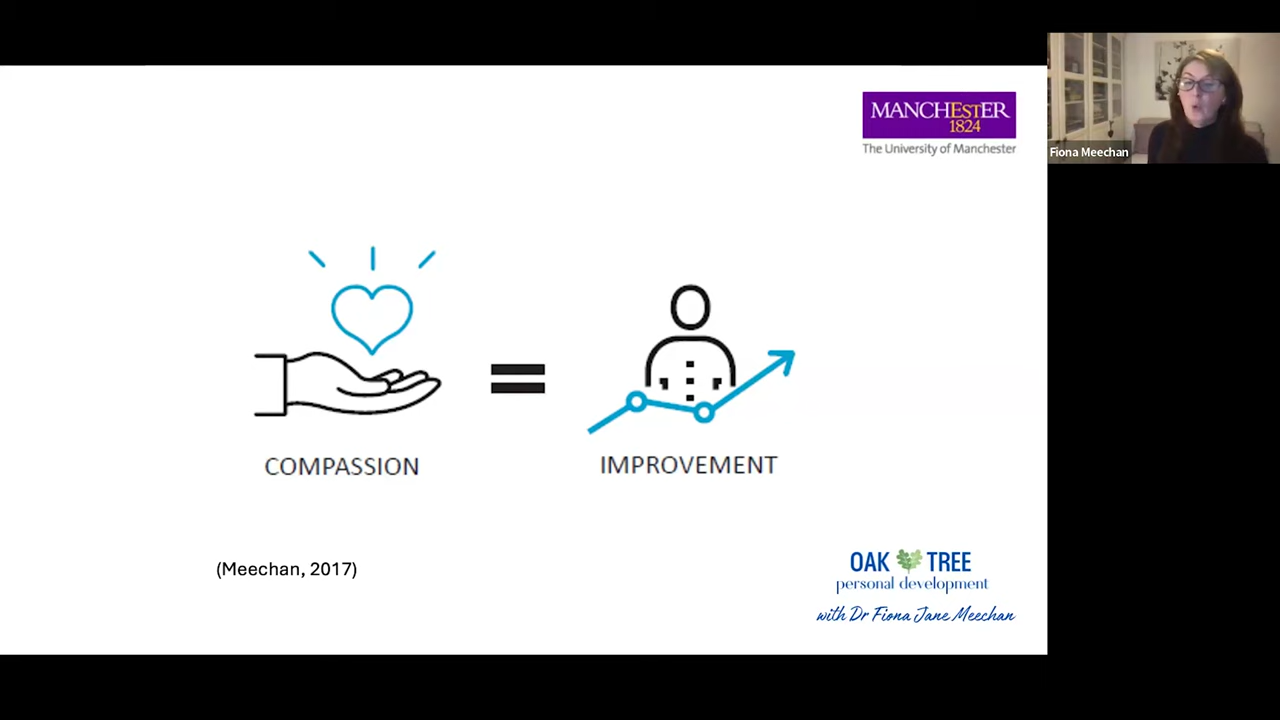 MANCHESTER
1824
The University of Manchester
Fiona Meechan
COMPASSION
IMPROVEMENT
(Meechan, 2017)
OAK TREE
personal development
with Dr Fiona Jane Meechan